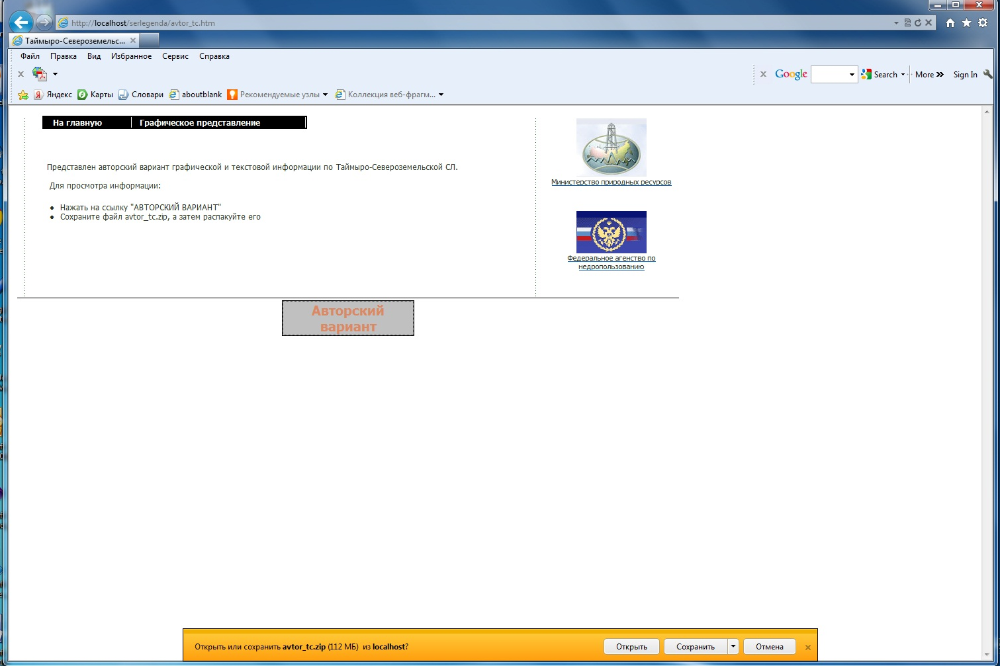 http://localhost/serlegenda/avtor_tc.htm
Таймыро-Североземельс...
Файл Правка Вид Избранное Сервис Справка
Google Search More Sign In
Яндекс Карты Словари aboutblank Рекомендуемые узлы Коллекция веб-фрагм...
На главную Графическое представление
Представлен авторский вариант графической и текстовой информации по Таймыро-Североземельской СЛ.
Для просмотра информации:
Нажать на ссылку "АВТОРСКИЙ ВАРИАНТ"
Сохраните файл avtor_tc.zip, а затем распакуйте его
Министерство природных ресурсов
Федеральное агенство по
недропользованию
Авторский
вариант
Открыть или сохранить avtor_tc.zip (112 МБ) из localhost?
Открыть Сохранить Отмена